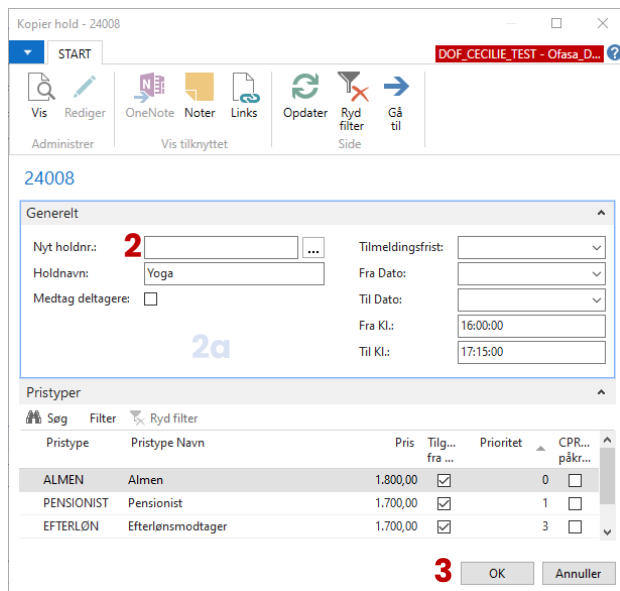 Kopier hold - 24008
START
DOF_CECILIE_TEST - Ofasa_D...
Vis Rediger OneNote Noter Links Opdater Ryd filter Gå til
Administrer Vis tilknyttet Side
24008
Generelt
Nyt holdnr.: 2 ... Tilmeldingsfrist:
Holdnavn: Yoga Fra Dato:
Medtag deltagere: Til Dato:
2a Fra Kl.: 16:00:00
Til Kl.: 17:15:00
Pristyper
Søg Filter Ryd filter
Pristype Pristype Navn Pris Tilg... fra ... Prioritet CPR... påkr...
ALMEN Almen 1.800,00 0
PENSIONIST Pensionist 1.700,00 1
EFTERLØN Efterlønsmodtager 1.700,00 3
3 OK Annuller